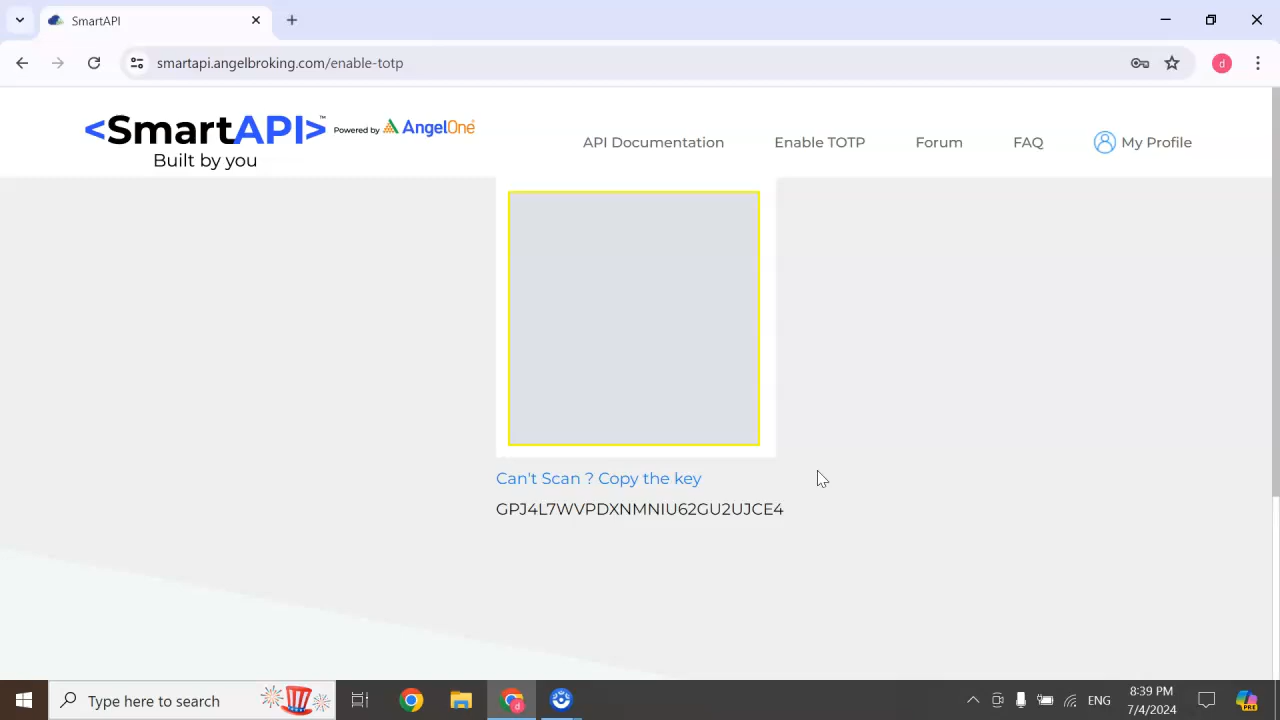 SmartAPI
smartapi.angelbroking.com/enable-totp
d
<SmartAPI>™
Powered by AngelOne
Built by you
API Documentation
Enable TOTP
Forum
FAQ
My Profile
Can't Scan ? Copy the key
GPJ4L7WVPDXNMNIU62GU2UJCE4
Type here to search
d
ENG
8:39 PM
7/4/2024
PRE